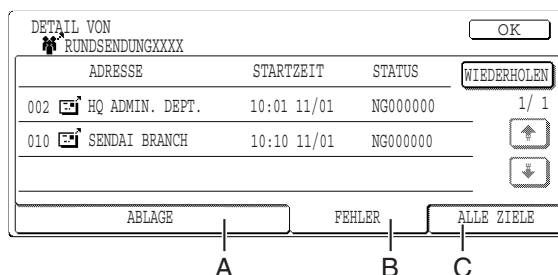 DETAIL VON
RUNDSENDUNGXXXX
OK
ADRESSE STARTZEIT STATUS
WIEDERHOLEN
002 HQ ADMIN. DEPT. 10:01 11/01 NG000000
1/ 1
010 SENDAI BRANCH 10:10 11/01 NG000000
ABLAGE FEHLER ALLE ZIELE
A B C